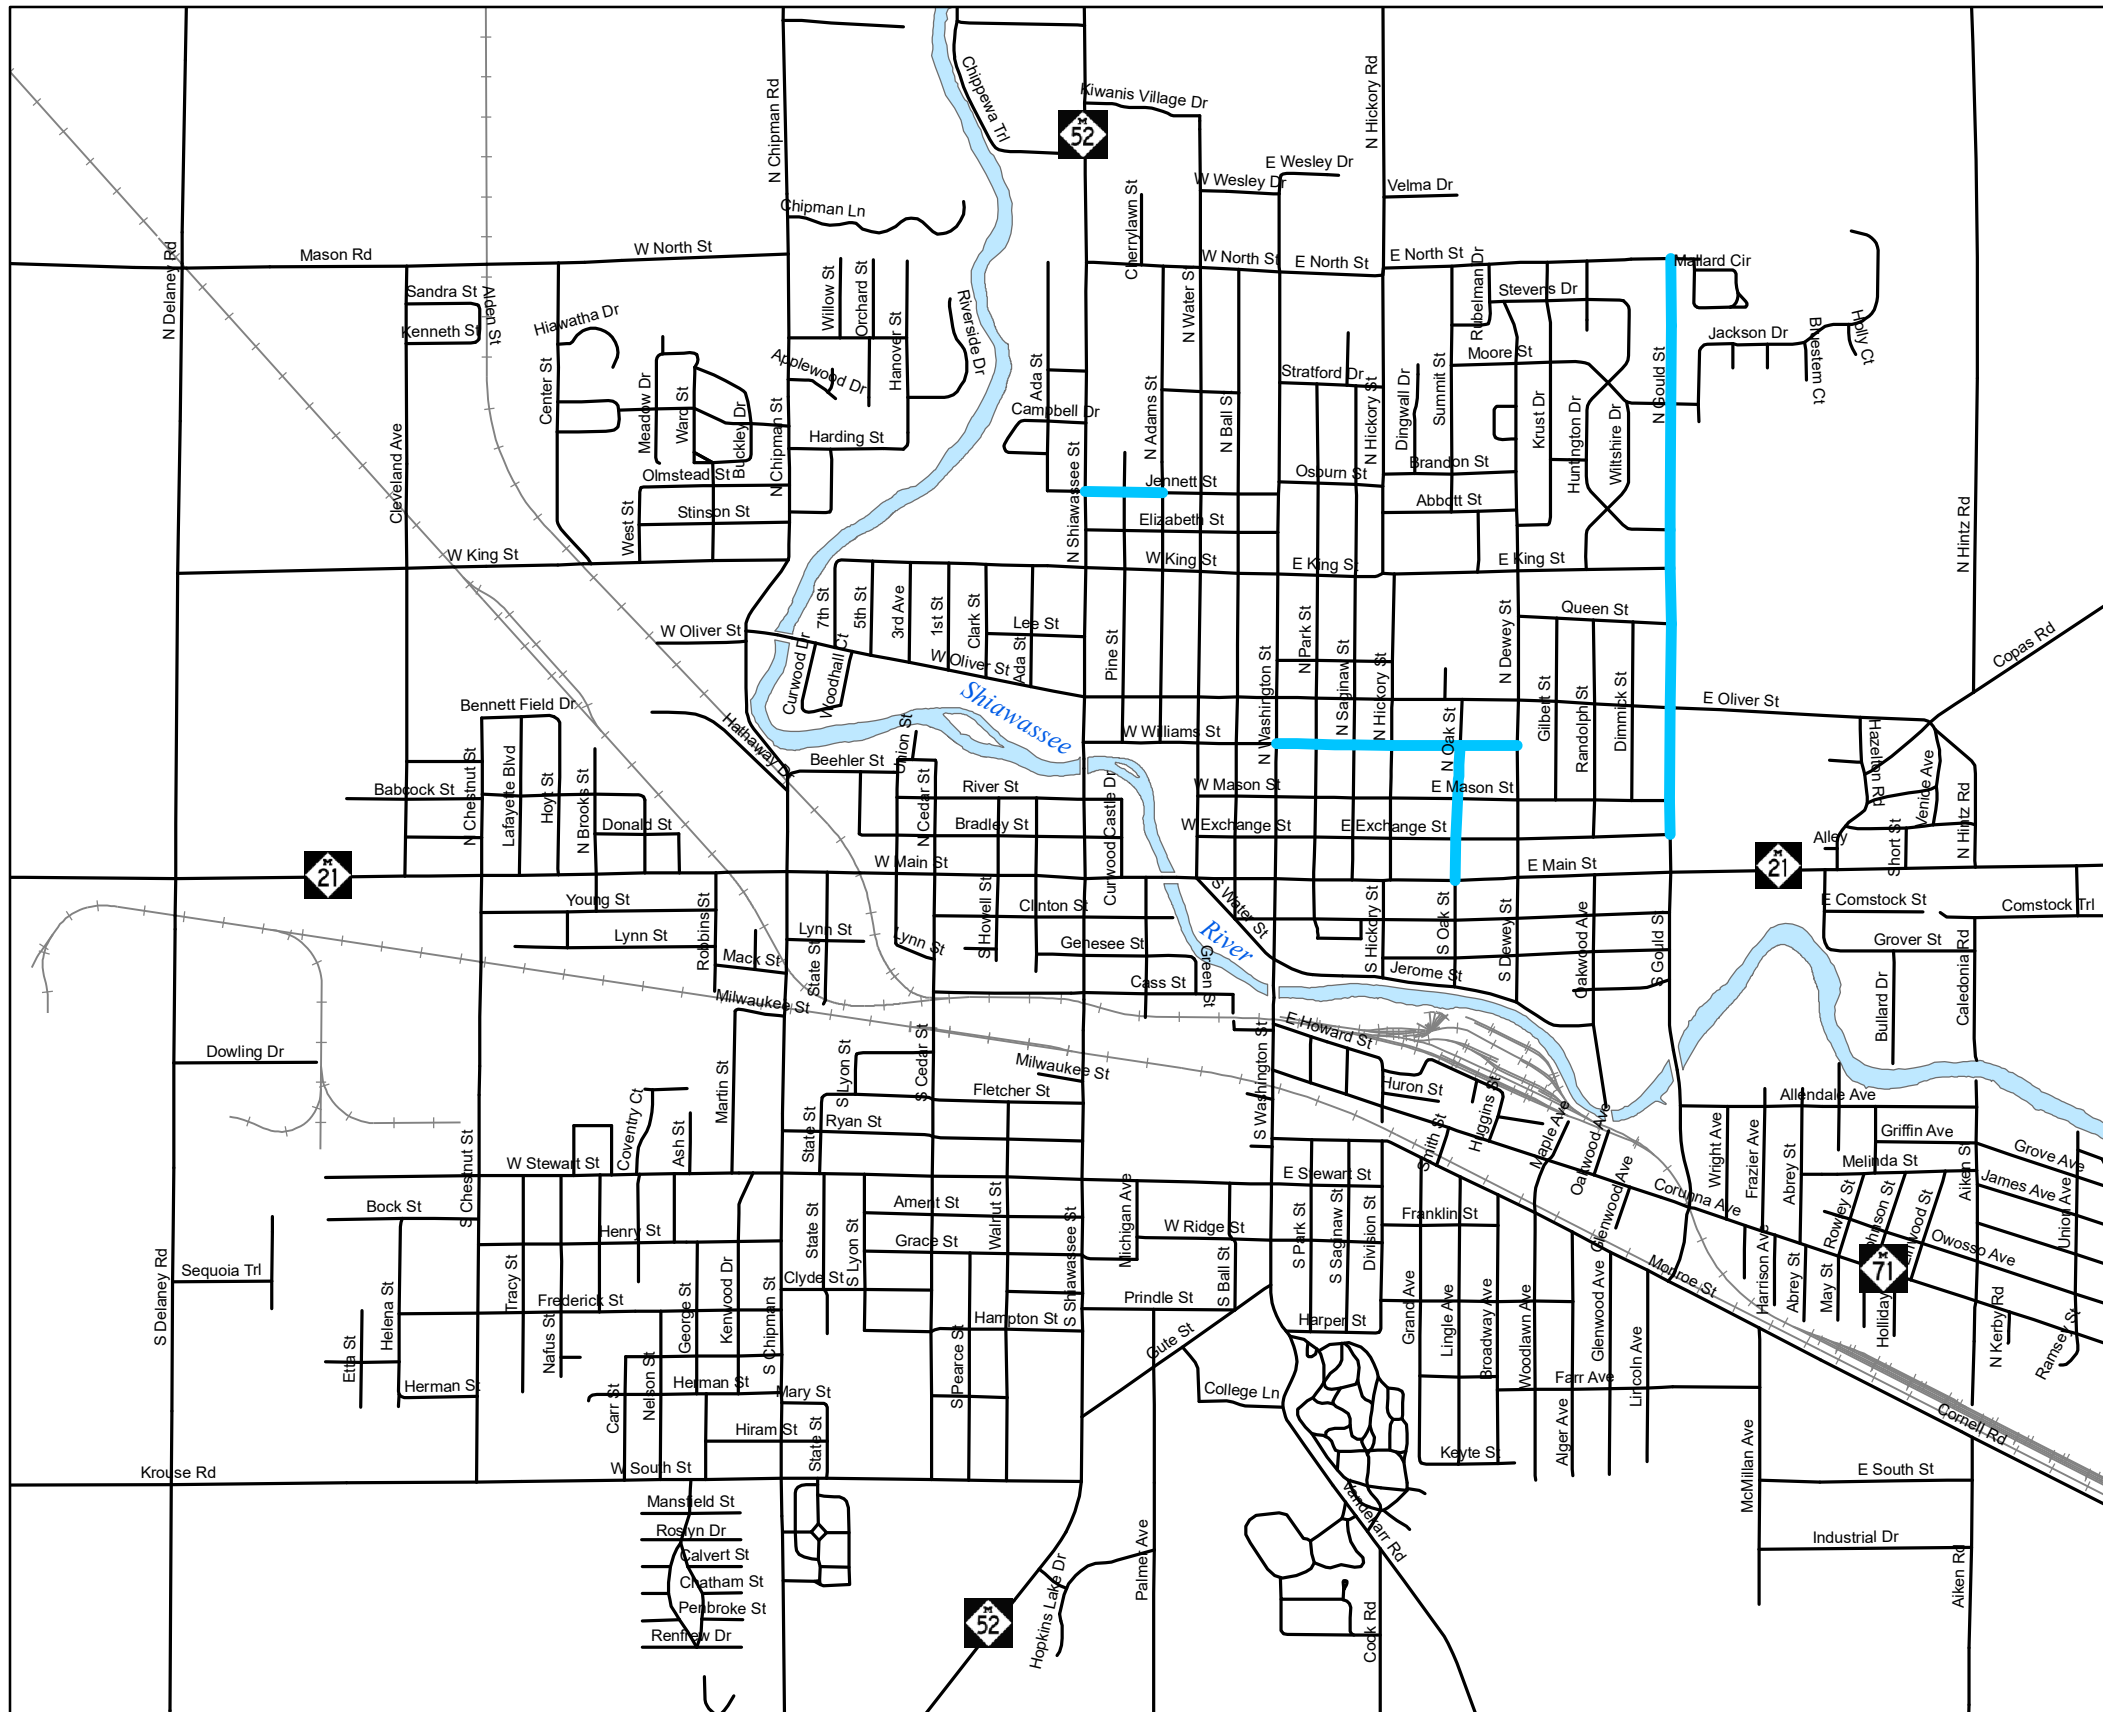 Chippewa Trl
Kiwanis Village Dr
N Hickory Rd
N Chipman Rd
M
52
E Wesley Dr
W Wesley Dr
Velma Dr
Cherrylawn St
Chipman Ln
N Delaney Rd
Mason Rd
W North St
W North St
E North St
E North St
Rubelman Dr
Mallard Cir
Sandra St
Alden St
Kenneth St
Hiawatha Dr
Willow St
Orchard St
Hanover St
Riverside Dr
N Water St
Stevens Dr
Jackson Dr
Bluestem Ct
Holly Ct
Center St
Meadow Dr
Ward St
Buckley Dr
Applewood Dr
N Chipman St
Harding St
Ada St
Campbell Dr
N Adams St
N Ball St
Stratford Dr
N Hickory St
Dingwall Dr
Summit St
Moore St
Krust Dr
Huntington Dr
Wiltshire Dr
N Gould St
Cleveland Ave
Olmstead St
Stinson St
West St
N Shiawassee St
Jennett St
Osburn St
Brandon St
Abbott St
Elizabeth St
N Hintz Rd
W King St
W King St
E King St
E King St
W Oliver St
7th St
5th St
3rd Ave
1st St
Clark St
Lee St
Ada St
W Oliver St
Curwood Dr
Woodhall Ct
Pine St
N Washington St
N Park St
N Saginaw St
N Hickory St
N Dewey St
Queen St
Copas Rd
Gilbert St
Randolph St
Dimmick St
E Oliver St
Bennett Field Dr
Hathaway Dr
Shiawassee
W Williams St
N Oak St
Union St
Beehler St
N Chestnut St
Lafayette Blvd
Hoyt St
N Brooks St
Babcock St
Donald St
River St
Bradley St
N Cedar St
Curwood Castle Dr
W Mason St
E Mason St
W Exchange St
E Exchange St
Hazelton Rd
Venice Ave
Alley
Short St
N Hintz Rd
M
21
W Main St
E Main St
M
21
Young St
Lynn St
Robbins St
Mack St
Lynn St
State St
Lynn St
S Howell St
Clinton St
Genesee St
Cass St
Green St
S Water St
River
S Hickory St
S Oak St
Jerome St
S Dewey St
Oakwood Ave
S Gould St
E Comstock St
Comstock Trl
Grover St
Bullard Dr
Caledonia Rd
Milwaukee St
Dowling Dr
Martin St
S Lyon St
S Cedar St
Milwaukee St
Fletcher St
Ryan St
State St
S Washington St
E Howard St
Huron St
Huggins St
Smith St
Maple Ave
Oakwood Ave
Allendale Ave
Wright Ave
Frazier Ave
Abrey St
Griffin Ave
Melinda St
Grove Ave
James Ave
Union Ave
Aiken St
Coventry Ct
Ash St
W Stewart St
E Stewart St
S Chestnut St
Bock St
Henry St
State St
S Lyon St
Ament St
Grace St
Walnut St
S Shiawassee St
Michigan Ave
W Ridge St
S Ball St
S Park St
S Saginaw St
Division St
Franklin St
Glenwood Ave
Corunna Ave
Rowley St
Owosso Ave
M
71
S Delaney Rd
Sequoia Trl
Etta St
Helena St
Tracy St
Frederick St
Nafus St
George St
Kenwood Dr
S Chipman St
Clyde St
Hampton St
Prindle St
Gute St
Harper St
Grand Ave
Lingle Ave
Broadway Ave
Woodlawn Ave
Glenwood Ave
Monroe St
Harrison Ave
Abrey St
May St
Holliday
N Kerby Rd
Ramsey St
Herman St
Carr St
Nelson St
Herman St
Mary St
Hiram St
State St
S Pearce St
College Ln
Farr Ave
Alger Ave
Lincoln Ave
Keyte St
McMillan Ave
Cornell Rd
Krouse Rd
W South St
E South St
Mansfield St
Roslyn Dr
Calvert St
Chatham St
Penbroke St
Renfrew Dr
Vandekarr Rd
Industrial Dr
Palmer Ave
Hopkins Lake Dr
M
52
Cook Rd
Aiken Rd